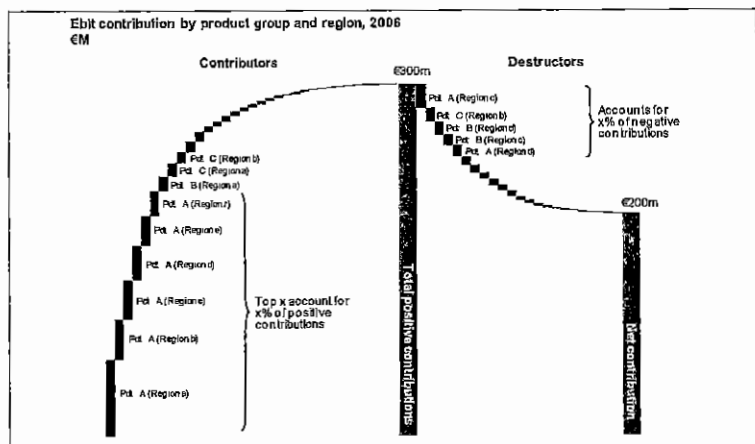 Ebit contribution by product group and region, 2006
€M
Contributors
Destructors
€300m
Pdt. A (Region c)
Pdt. C (Region b)
Pdt. B (Region d)
Pdt. B (Region c)
Pdt. A (Region d)
Accounts for
x% of negative
contributions
Pdt. C (Region b)
Pdt. C (Region a)
Pdt. B (Region a)
Pdt. A (Region f)
Pdt. A (Region e)
Pdt. A (Region d)
Pdt. A (Region c)
Pdt. A (Region b)
Pdt. A (Region a)
Top x account for
x% of positive
contributions
Total positive contributions
€200m
Net contribution